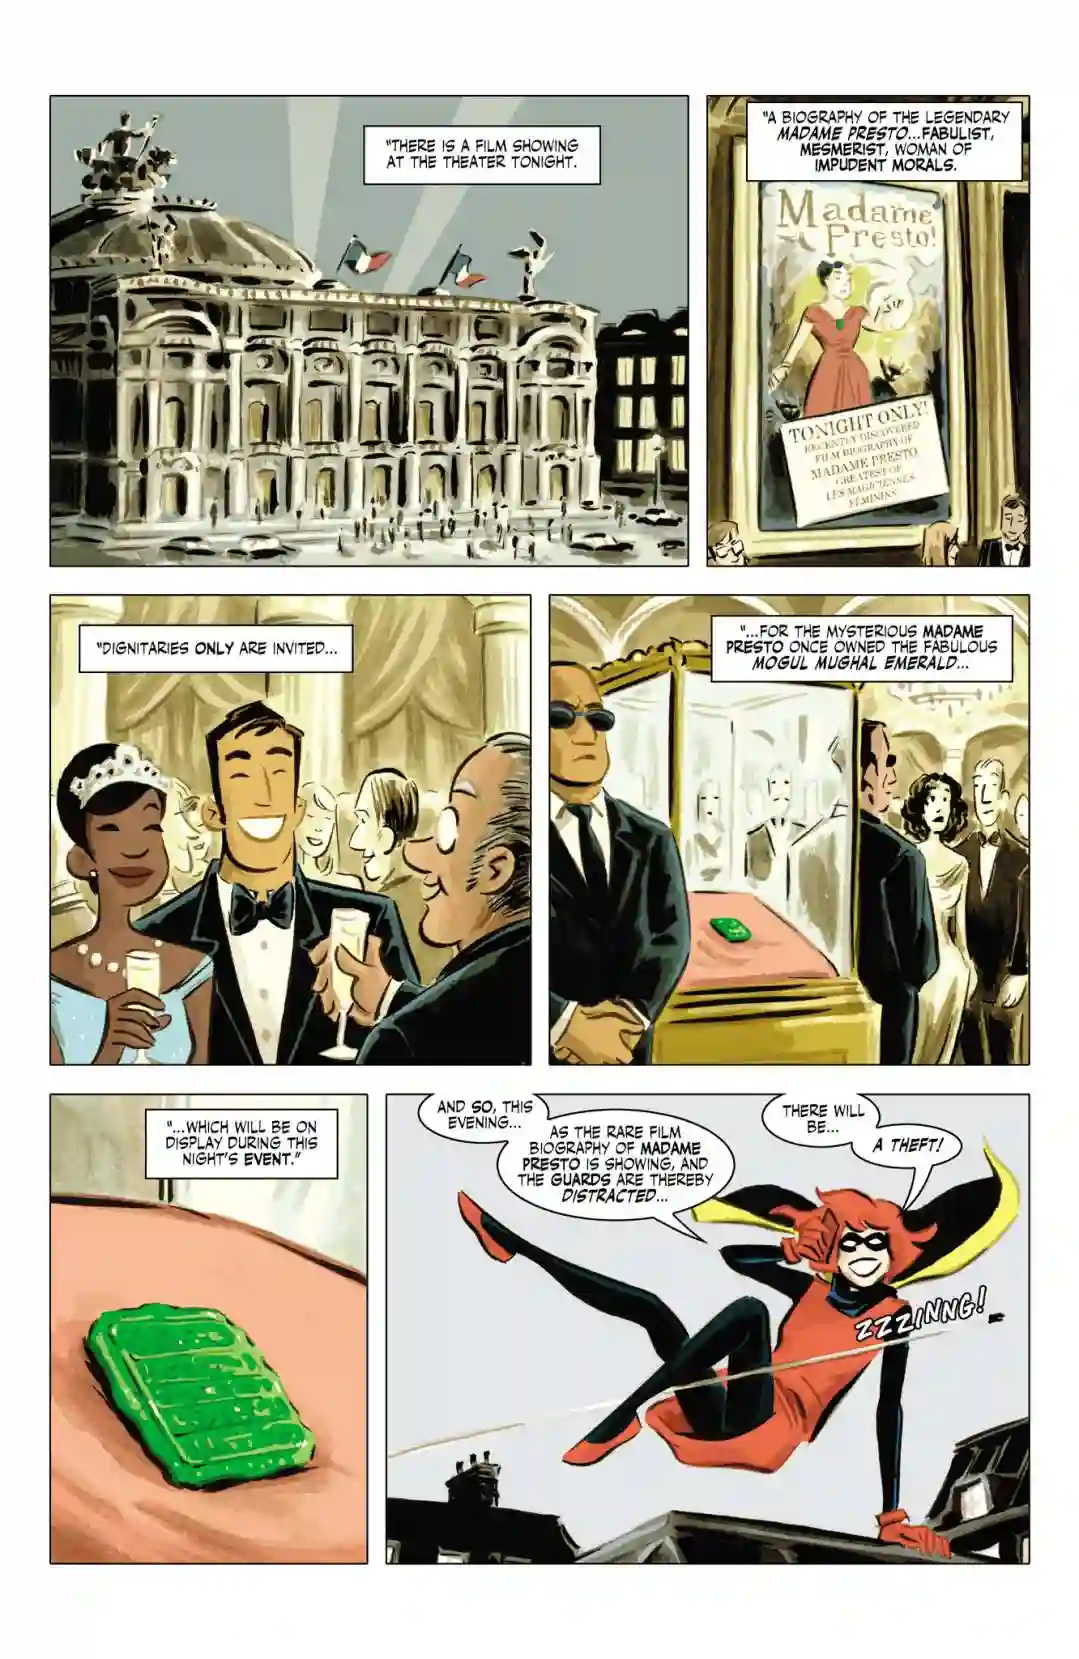 "THERE IS A FILM SHOWING
AT THE THEATER TONIGHT.
"A BIOGRAPHY OF THE LEGENDARY
MADAME PRESTO...FABULIST,
MESMERIST, WOMAN OF
IMPUDENT MORALS.
Madame
Presto!
TONIGHT ONLY!
RECENTLY DISCOVERED
FILM BIOGRAPHY OF
MADAME PRESTO,
GREATEST OF
LES MAGICIENNES
FEMININS
"DIGNITARIES ONLY ARE INVITED...
"...FOR THE MYSTERIOUS MADAME
PRESTO ONCE OWNED THE FABULOUS
MOGUL MUGHAL EMERALD...
"...WHICH WILL BE ON
DISPLAY DURING THIS
NIGHT'S EVENT."
AND SO, THIS
EVENING...
AS THE RARE FILM
BIOGRAPHY OF MADAME
PRESTO IS SHOWING, AND
THE GUARDS ARE THEREBY
DISTRACTED...
THERE WILL
BE...
A THEFT!
ZZZINNG!